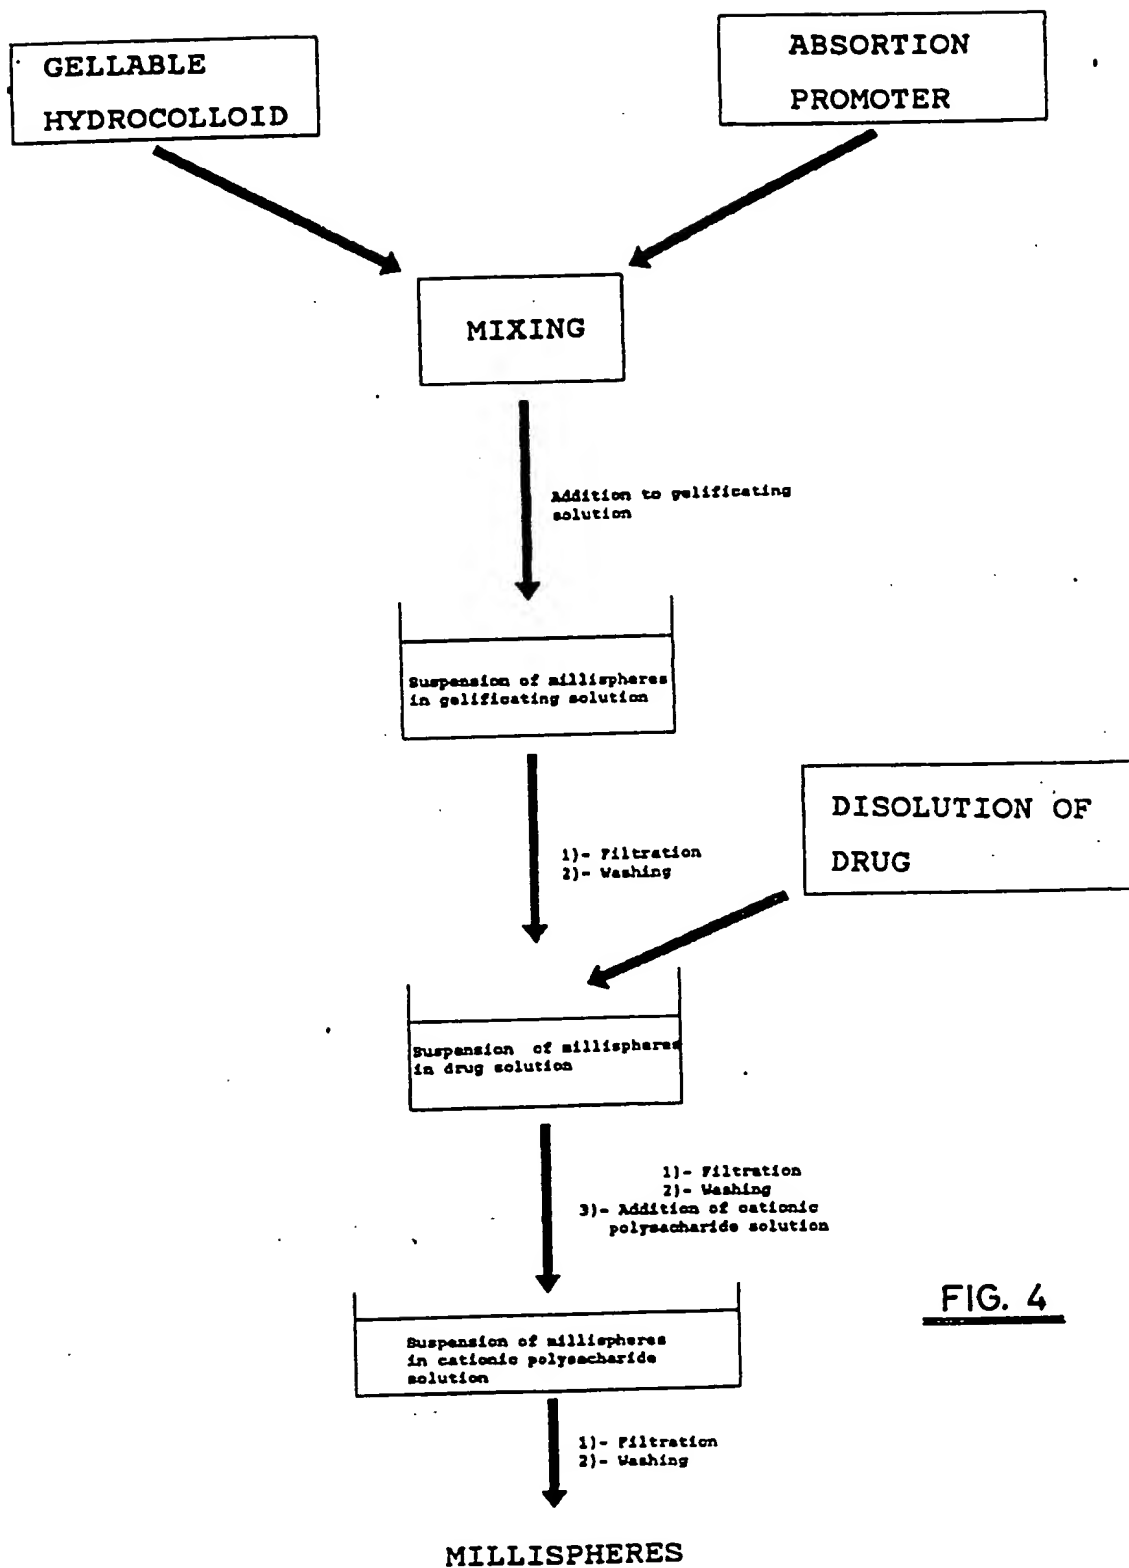 GELLABLE
HYDROCOLLOID
ABSORTION
PROMOTER
MIXING
Addition to gelificating
solution
Suspension of millispheres
in gelificating solution
1)- Filtration
2)- Washing
DISOLUTION OF
DRUG
Suspension of millispheres
in drug solution
1)- Filtration
2)- Washing
3)- Addition of cationic
polysacharide solution
FIG. 4
Suspension of millispheres
in cationic polysacharide
solution
1)- Filtration
2)- Washing
MILLISPHERES